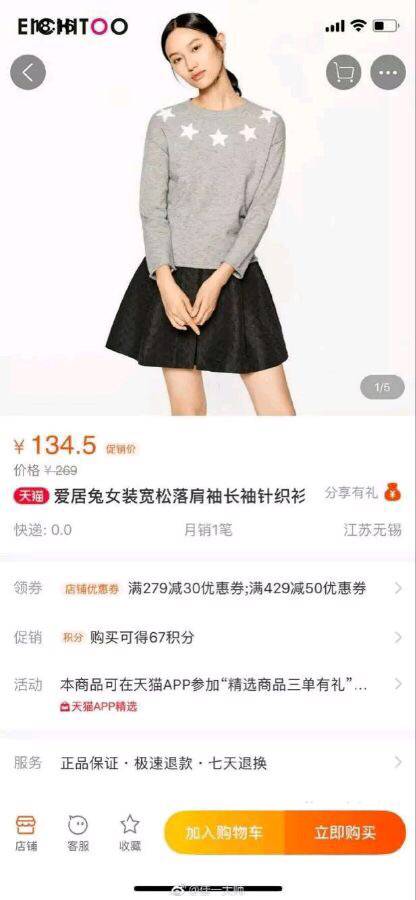 EICHITOO
1/5
¥ 134.5 促销价
价格 ¥ 269
天猫 爱居兔女装宽松落肩袖长袖针织衫 分享有礼
快递: 0.0 月销1笔 江苏无锡
领券 店铺优惠券 满279减30优惠券;满429减50优惠券
促销 积分 购买可得67积分
活动 本商品可在天猫APP参加“精选商品三单有礼”...
天猫APP精选
服务 正品保证·极速退款·七天退换
店铺 客服 收藏 加入购物车 立即购买